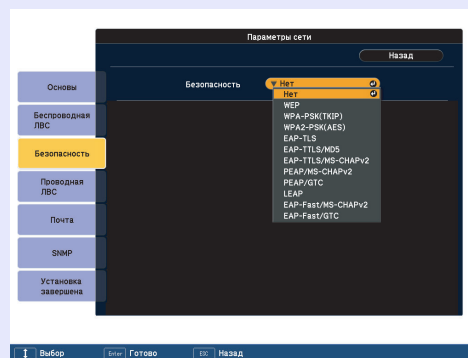 Параметры сети
Назад
Основы
Беспроводная
ЛВС
Безопасность
Проводная
ЛВС
Почта
SNMP
Установка
завершена
Безопасность
Нет
Нет
WEP
WPA-PSK(TKIP)
WPA2-PSK(AES)
EAP-TLS
EAP-TTLS/MD5
EAP-TTLS/MS-CHAPv2
PEAP/MS-CHAPv2
PEAP/GTC
LEAP
EAP-Fast/MS-CHAPv2
EAP-Fast/GTC
Выбор Enter Готово ESC Назад